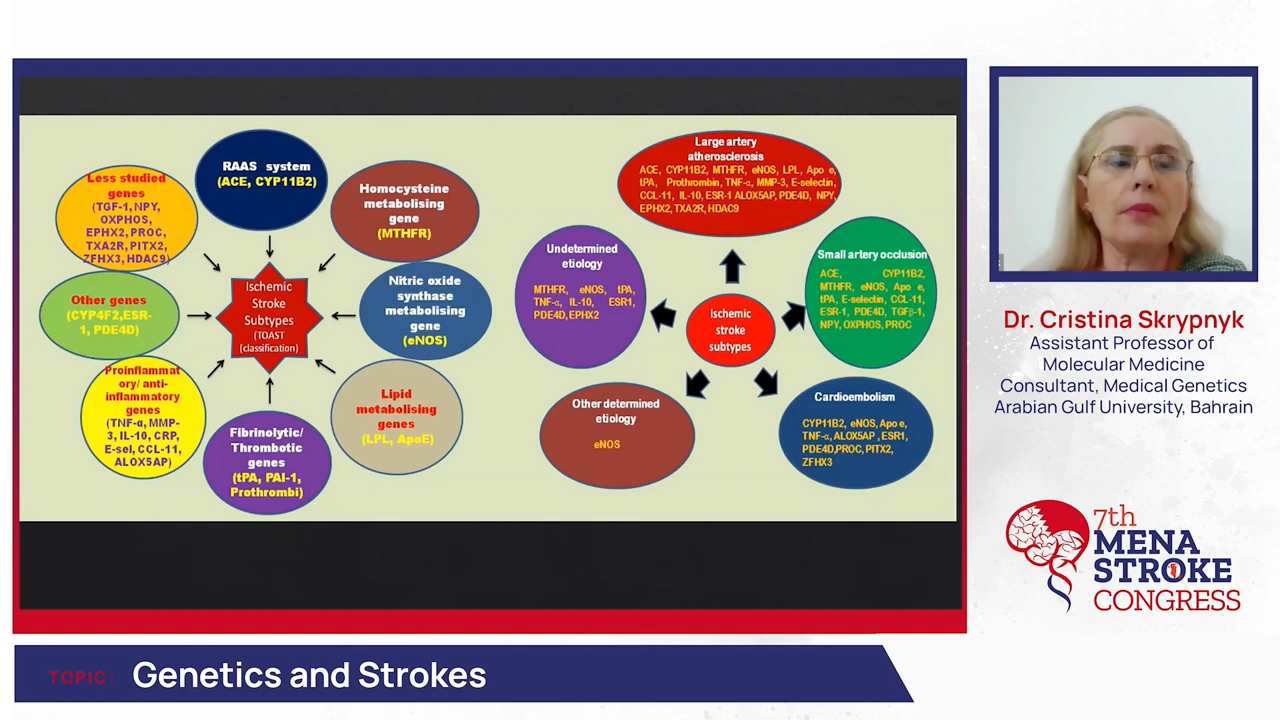 RAAS system
(ACE, CYP11B2)
Less studied
genes
(TGF-1, NPY,
OXPHOS,
EPHX2, PROC,
TXA2R, PITX2,
ZFHX3, HDAC9)
Homocysteine
metabolising
gene
(MTHFR)
Other genes
(CYP4F2,ESR-
1, PDE4D)
Ischemic
Stroke
Subtypes
(TOAST
(classification)
Nitric oxide
synthase
metabolising
gene
(eNOS)
Proinflammat
ory/ anti-
inflammatory
genes
(TNF-α, MMP-
3, IL-10, CRP,
E-sel, CCL-11,
ALOX5AP)
Fibrinolytic/
Thrombotic
genes
(tPA, PAI-1,
Prothrombi)
Lipid
metabolising
genes
(LPL, ApoE)
Large artery
atherosclerosis
ACE, CYP11B2, MTHFR, eNOS, LPL, Apo e,
tPA, Prothrombin, TNF-α, MMP-3, E-selectin,
CCL-11, IL-10, ESR-1 ALOX5AP, PDE4D, NPY,
EPHX2, TXA2R, HDAC9
Undetermined
etiology
MTHFR, eNOS, tPA,
TNF-α, IL-10, ESR1,
PDE4D, EPHX2
Ischemic
stroke
subtypes
Small artery occlusion
ACE, CYP11B2,
MTHFR, eNOS, Apo e,
tPA, E-selectin, CCL-11,
ESR-1, PDE4D, TGFβ-1,
NPY, OXPHOS, PROC
Other determined
etiology
eNOS
Cardioembolism
CYP11B2, eNOS, Apo e,
TNF-α, ALOX5AP , ESR1,
PDE4D,PROC, PITX2,
ZFHX3
Dr. Cristina Skrypnyk
Assistant Professor of
Molecular Medicine
Consultant, Medical Genetics
Arabian Gulf University, Bahrain
7th
MENA
STROKE
CONGRESS
TOPIC:
Genetics and Strokes